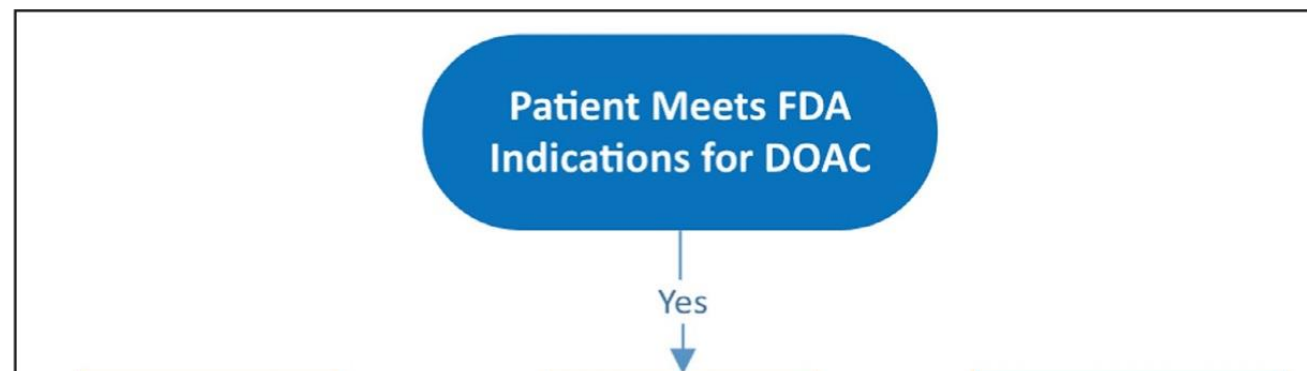 Patient Meets FDA
Indications for DOAC
Yes